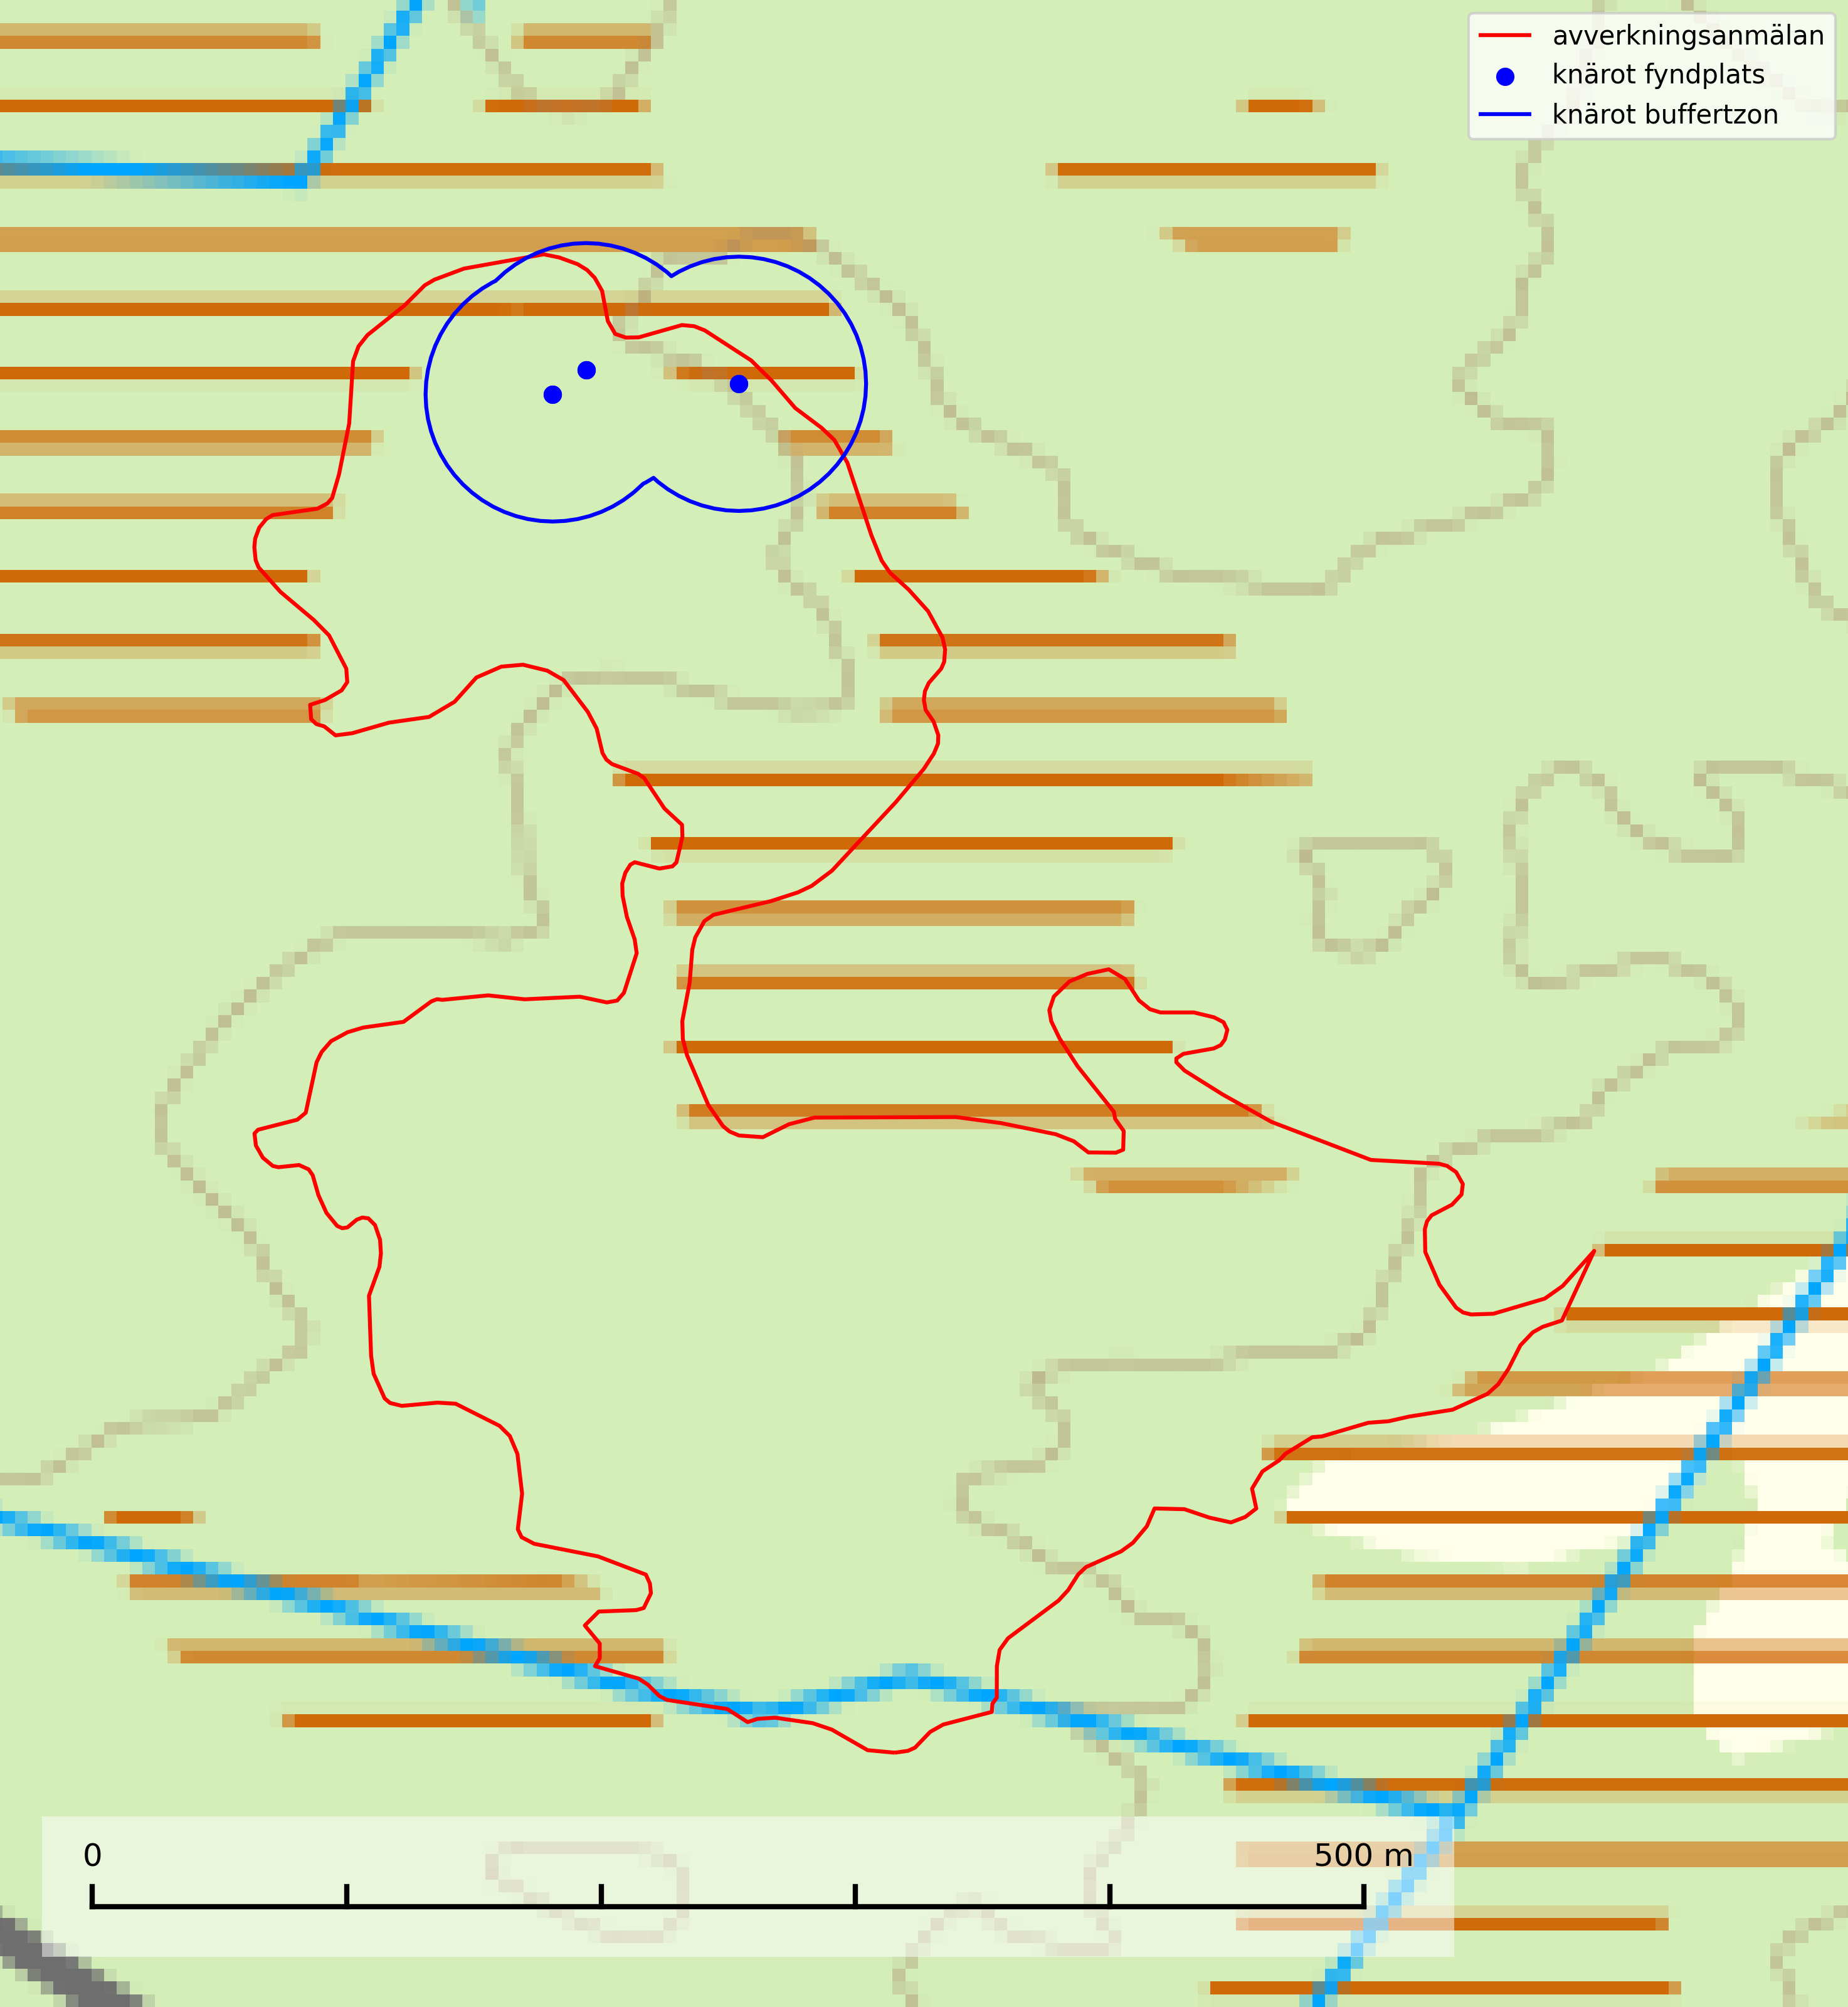 avverkningsanmälan
knärot fyndplats
knärot buffertzon
0
500 m